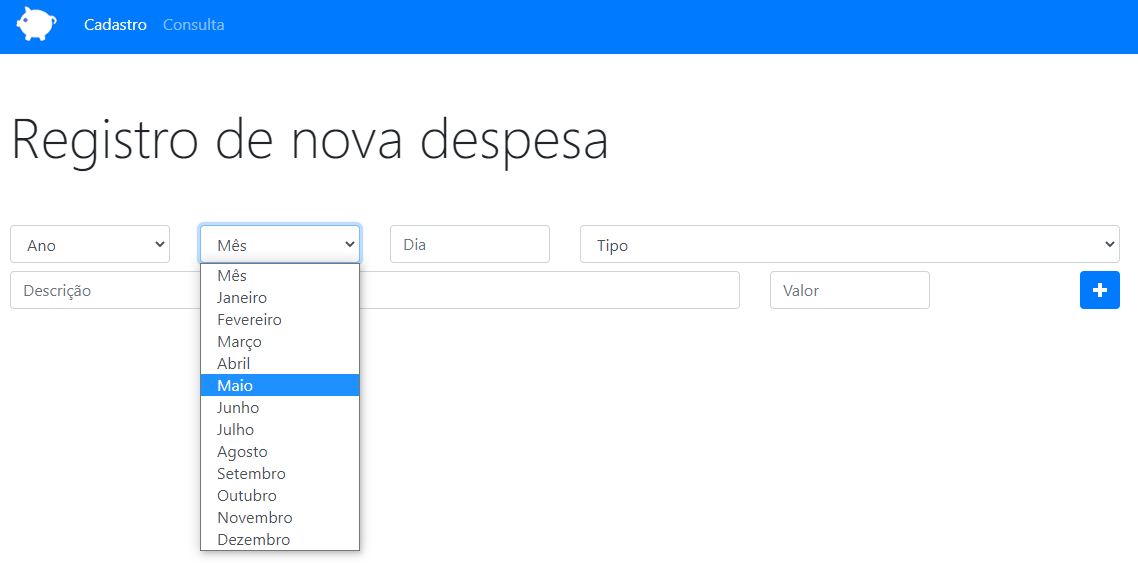 Cadastro Consulta
Registro de nova despesa
Ano Mês Dia Tipo
Descrição Valor
Mês
Janeiro
Fevereiro
Março
Abril
Maio
Junho
Julho
Agosto
Setembro
Outubro
Novembro
Dezembro